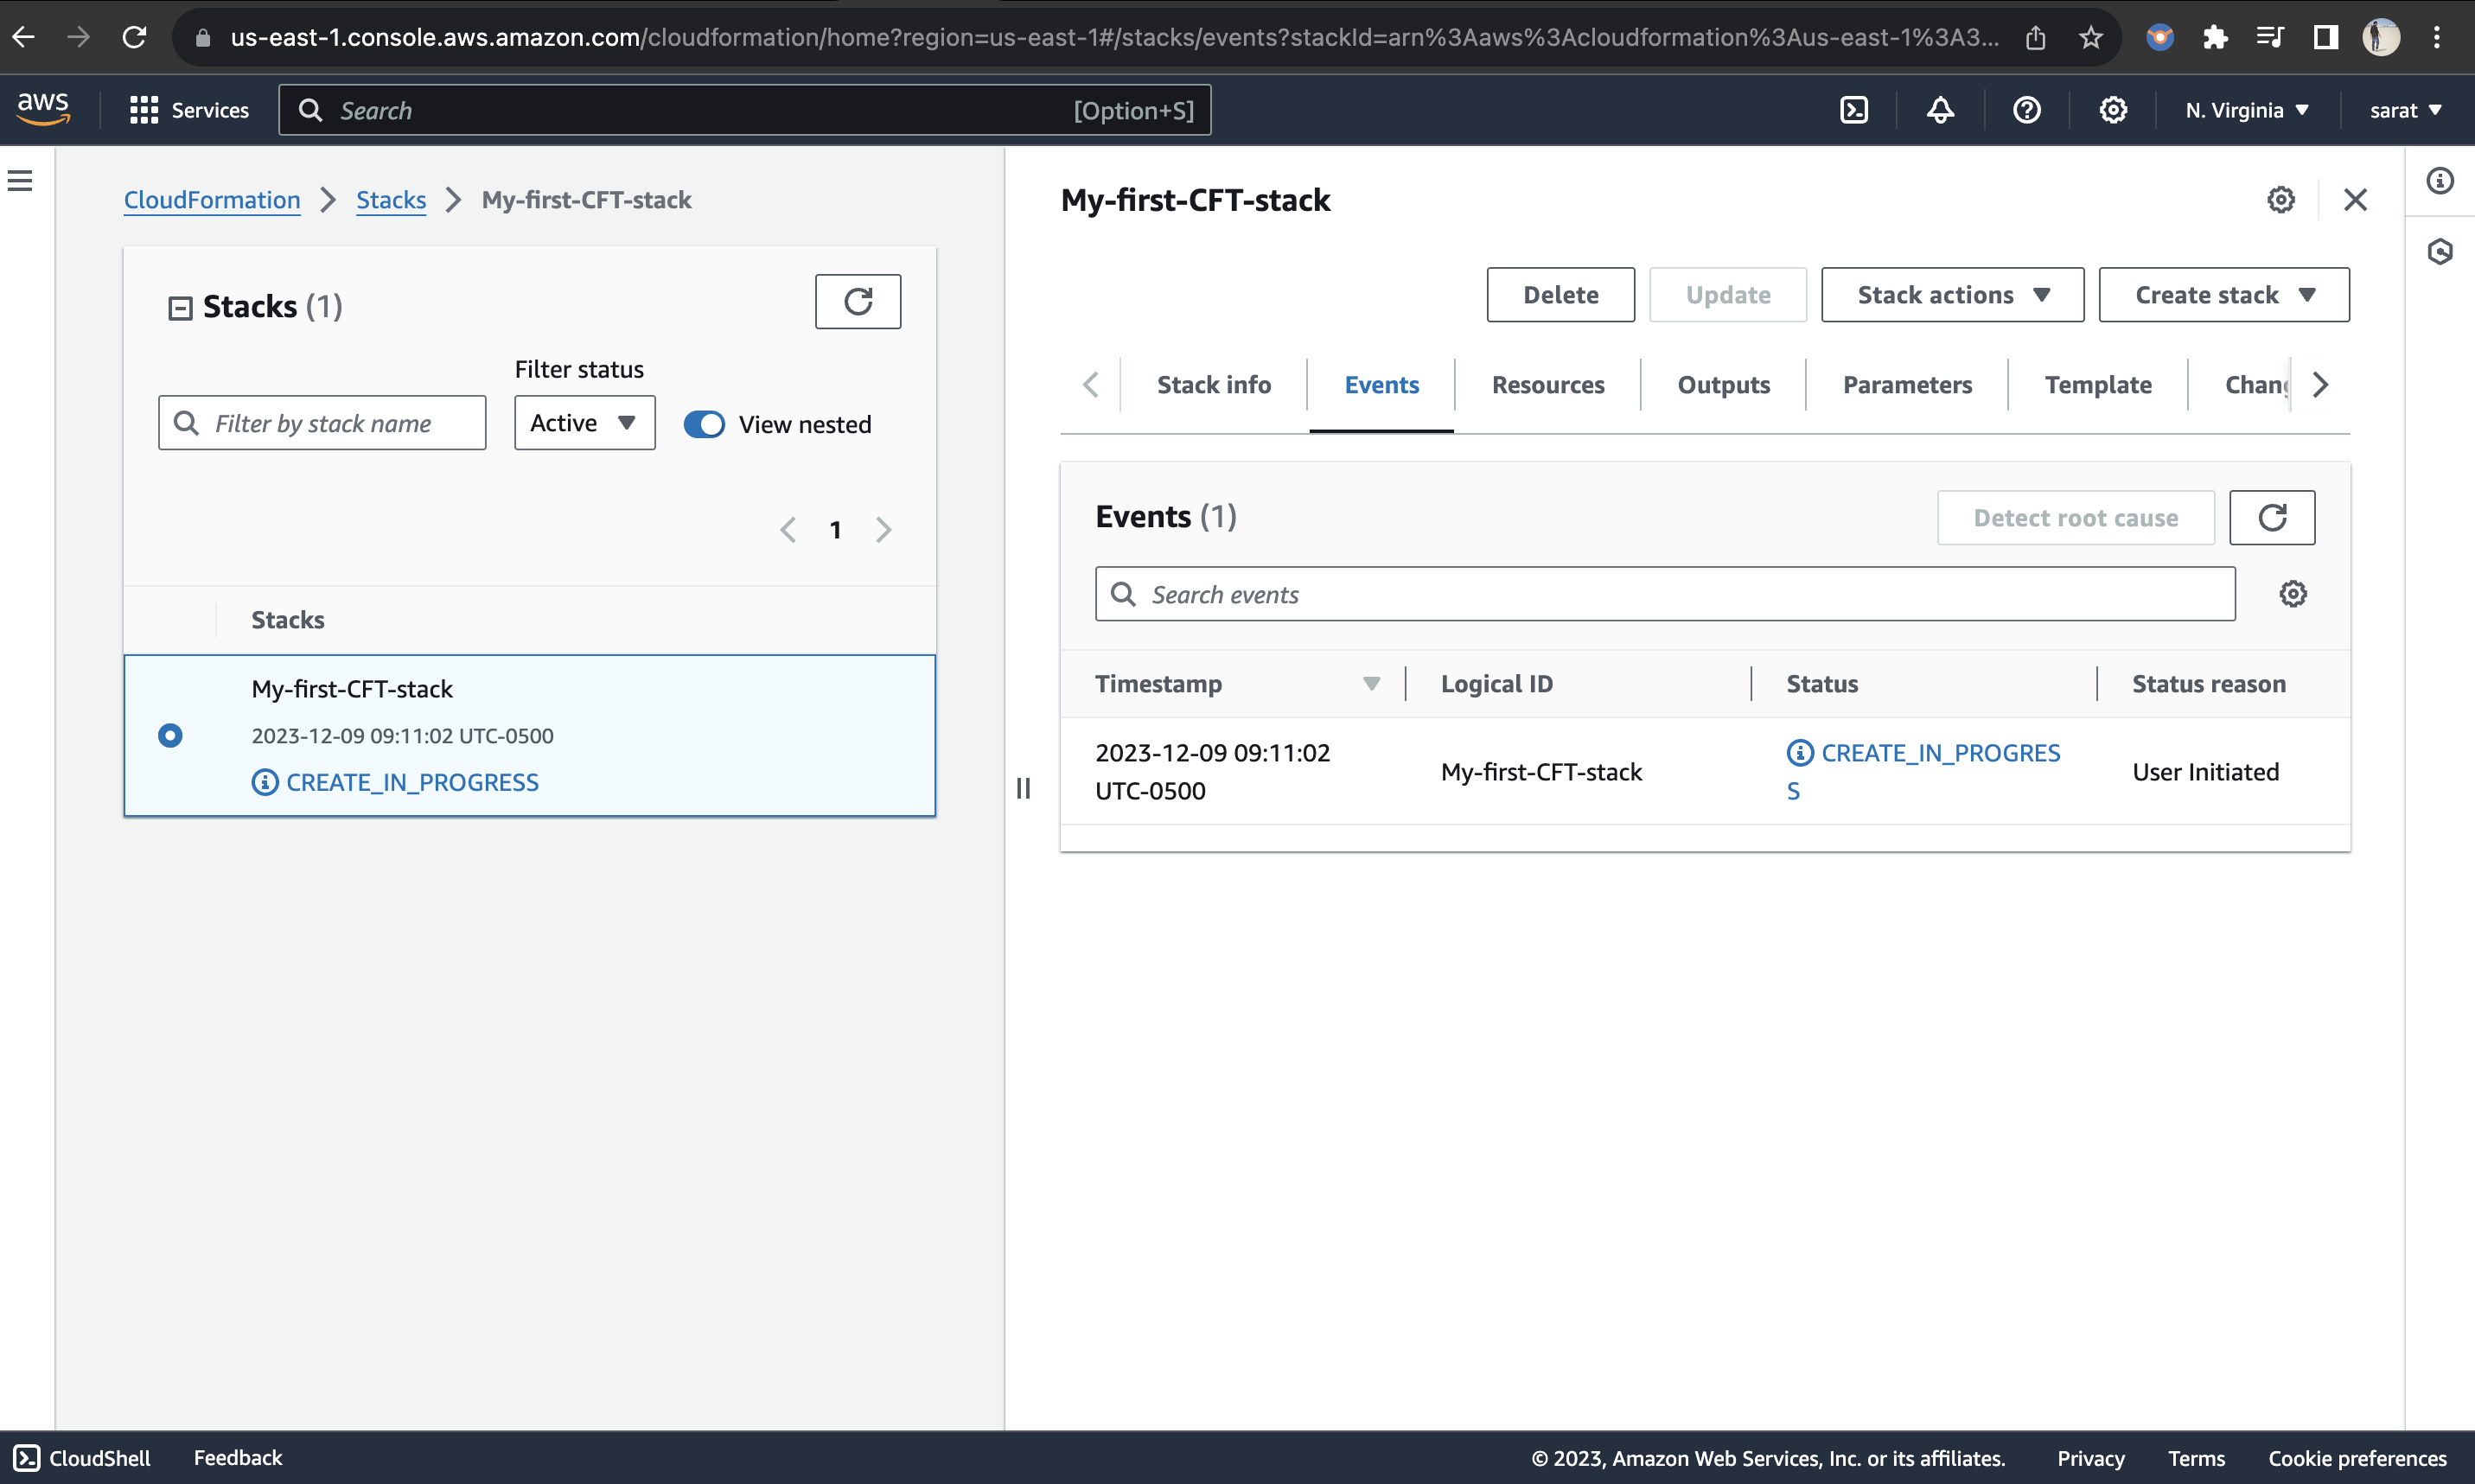 us-east-1.console.aws.amazon.com/cloudformation/home?region=us-east-1#/stacks/events?stackId=arn%3Aaws%3Acloudformation%3Aus-east-1%3A3...
aws
Services
Search
[Option+S]
N. Virginia
sarat
CloudFormation
Stacks
My-first-CFT-stack
Stacks (1)
Filter status
Filter by stack name
Active
View nested
1
Stacks
My-first-CFT-stack
2023-12-09 09:11:02 UTC-0500
CREATE_IN_PROGRESS
My-first-CFT-stack
Delete
Update
Stack actions
Create stack
Stack info
Events
Resources
Outputs
Parameters
Template
Chang
Events (1)
Detect root cause
Search events
Timestamp
Logical ID
Status
Status reason
2023-12-09 09:11:02
UTC-0500
My-first-CFT-stack
CREATE_IN_PROGRES
S
User Initiated
CloudShell
Feedback
© 2023, Amazon Web Services, Inc. or its affiliates.
Privacy
Terms
Cookie preferences